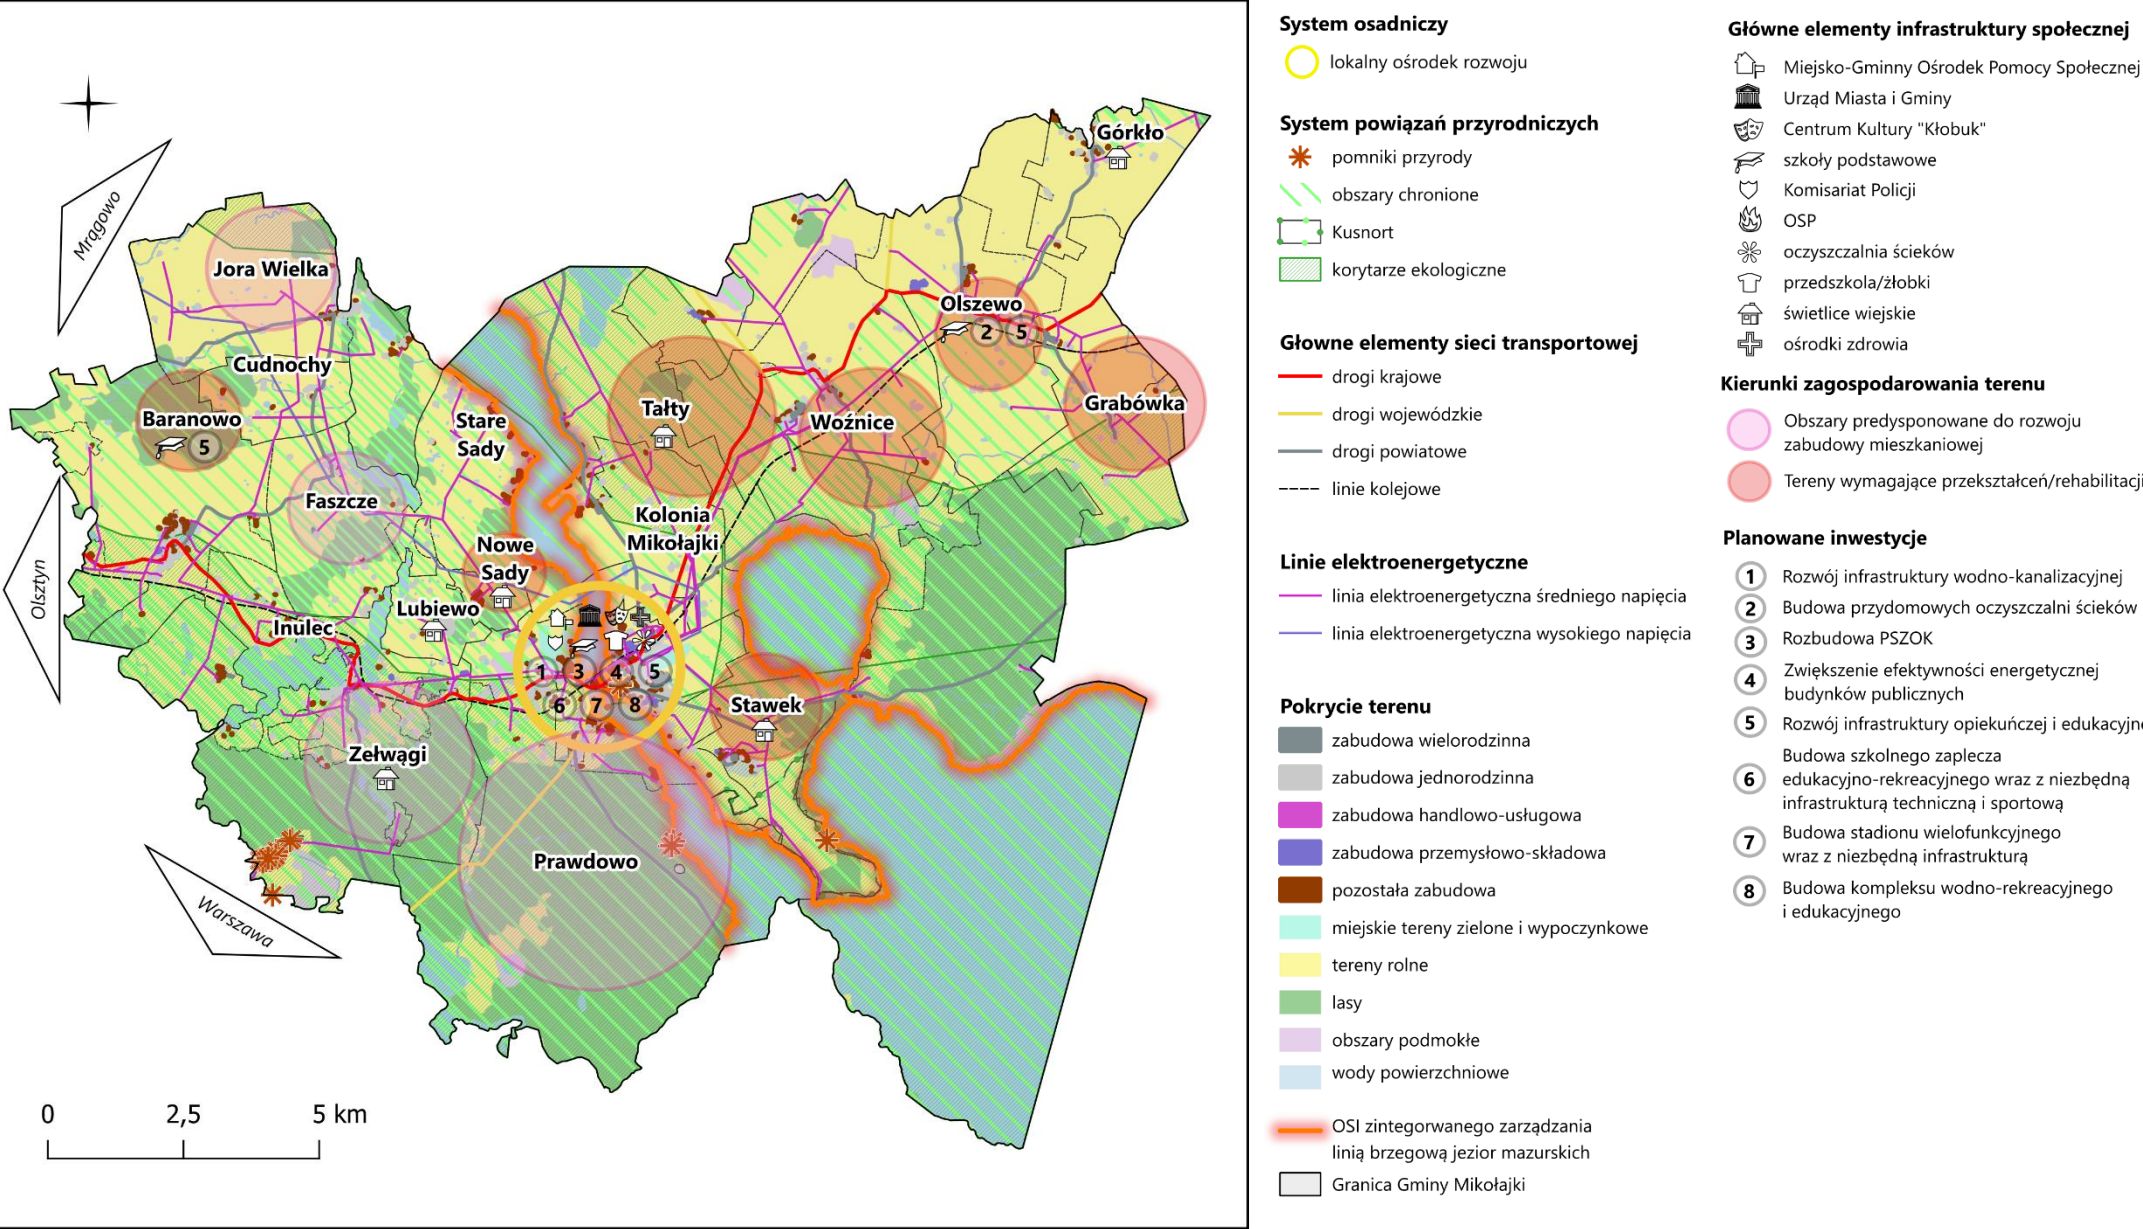 Mrągowo
Olsztyn
Warszawa
Górkło
Jora Wielka
Olszewo
2
5
Cudnochy
Baranowo
5
Stare
Sady
Tałty
Woźnice
Grabówka
Faszcze
Kolonia
Mikołajki
Nowe
Sady
Lubiewo
Inulec
1
3
4
5
6
7
8
Stawek
Zełwągi
Prawdowo
0
2,5
5 km
System osadniczy
lokalny ośrodek rozwoju
System powiązań przyrodniczych
pomniki przyrody
obszary chronione
Kusnort
korytarze ekologiczne
Głowne elementy sieci transportowej
drogi krajowe
drogi wojewódzkie
drogi powiatowe
linie kolejowe
Linie elektroenergetyczne
linia elektroenergetyczna średniego napięcia
linia elektroenergetyczna wysokiego napięcia
Pokrycie terenu
zabudowa wielorodzinna
zabudowa jednorodzinna
zabudowa handlowo-usługowa
zabudowa przemysłowo-składowa
pozostała zabudowa
miejskie tereny zielone i wypoczynkowe
tereny rolne
lasy
obszary podmokłe
wody powierzchniowe
OSI zintegorwanego zarządzania
linią brzegową jezior mazurskich
Granica Gminy Mikołajki
Główne elementy infrastruktury społecznej
Miejsko-Gminny Ośrodek Pomocy Społecznej
Urząd Miasta i Gminy
Centrum Kultury "Kłobuk"
szkoły podstawowe
Komisariat Policji
OSP
oczyszczalnia ścieków
przedszkola/żłobki
świetlice wiejskie
ośrodki zdrowia
Kierunki zagospodarowania terenu
Obszary predysponowane do rozwoju
zabudowy mieszkaniowej
Tereny wymagające przekształceń/rehabilitacji
Planowane inwestycje
1 Rozwój infrastruktury wodno-kanalizacyjnej
2 Budowa przydomowych oczyszczalni ścieków
3 Rozbudowa PSZOK
4 Zwiększenie efektywności energetycznej
budynków publicznych
5 Rozwój infrastruktury opiekuńczej i edukacyjne
6 Budowa szkolnego zaplecza
edukacyjno-rekreacyjnego wraz z niezbędną
infrastrukturą techniczną i sportową
7 Budowa stadionu wielofunkcyjnego
wraz z niezbędną infrastrukturą
8 Budowa kompleksu wodno-rekreacyjnego
i edukacyjnego